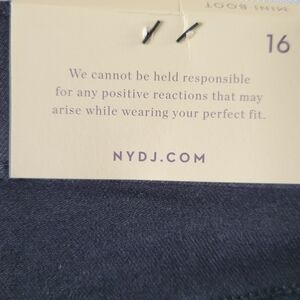 MINI BOOT
16
We cannot be held responsible
for any positive reactions that may
arise while wearing your perfect fit.
NYDJ.COM